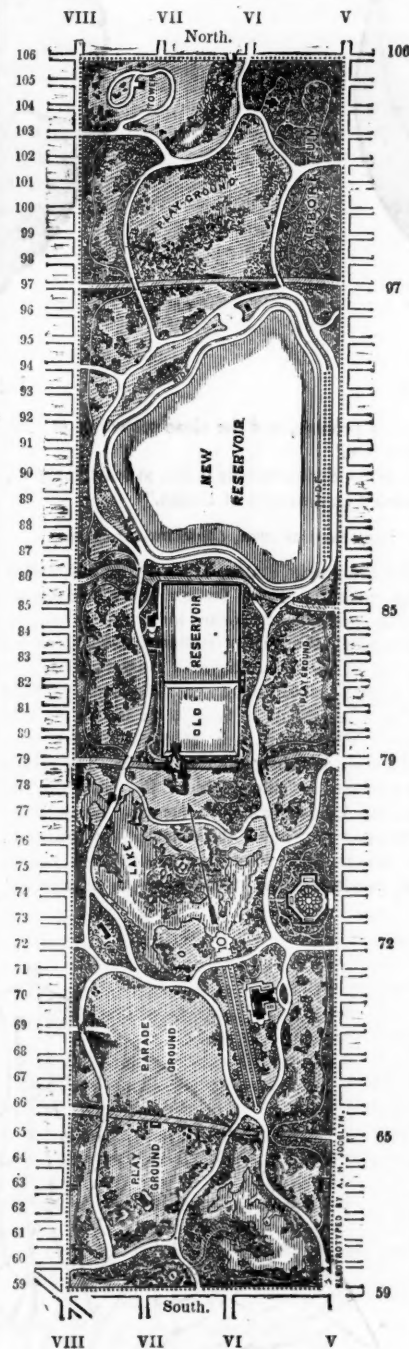 VIII VII VI V
North.
106 106
105
104 TOWER
103
102 ARBORETUM
101 PLAY-GROUND
100
99
98
97 97
96
95
94
93
92
91 NEW
90 RESERVOIR
89 RIDE
88
87
86
85 85
84 RESERVOIR
83
82 PLAYGROUND
81
80 OLD
79 79
78
77
76
75 LAKE
74
73
72 72
71
70
69 PARADE
68 GROUND
67
66
65 65
64
63 PLAY
62 GROUND
61
60
59 59
ELECTROTYPED BY A. H. JOCELYN.
South.
VIII VII VI V